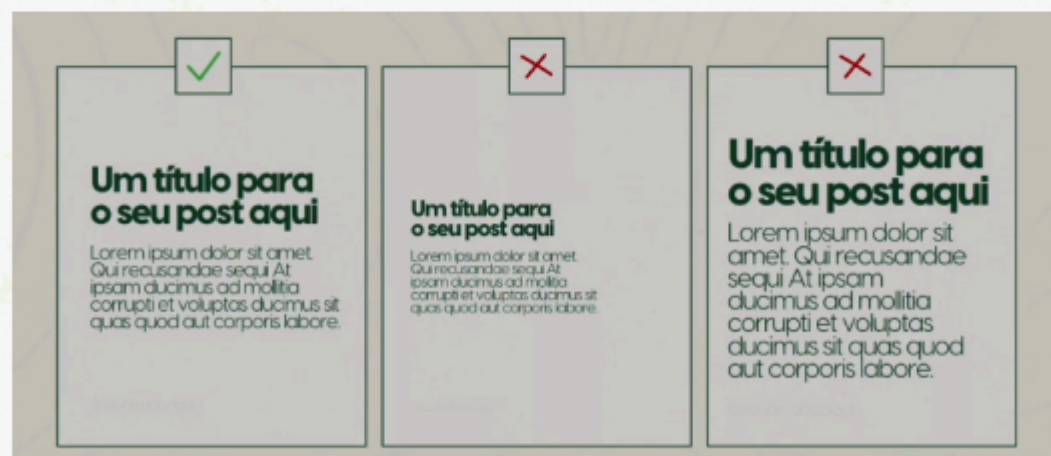 Um título para
o seu post aqui
Lorem ipsum dolor sit amet.
Qui recusandae sequi At
ipsam ducimus ad mollitia
corrupti et voluptas ducimus sit
quas quod aut corporis labore.
Um título para
o seu post aqui
Lorem ipsum dolor sit amet.
Qui recusandae sequi At
ipsam ducimus ad mollitia
corrupti et voluptas ducimus sit
quas quod aut corporis labore.
Um título para
o seu post aqui
Lorem ipsum dolor sit
amet. Qui recusandae
sequi At ipsam
ducimus ad mollitia
corrupti et voluptas
ducimus sit quas quod
aut corporis labore.